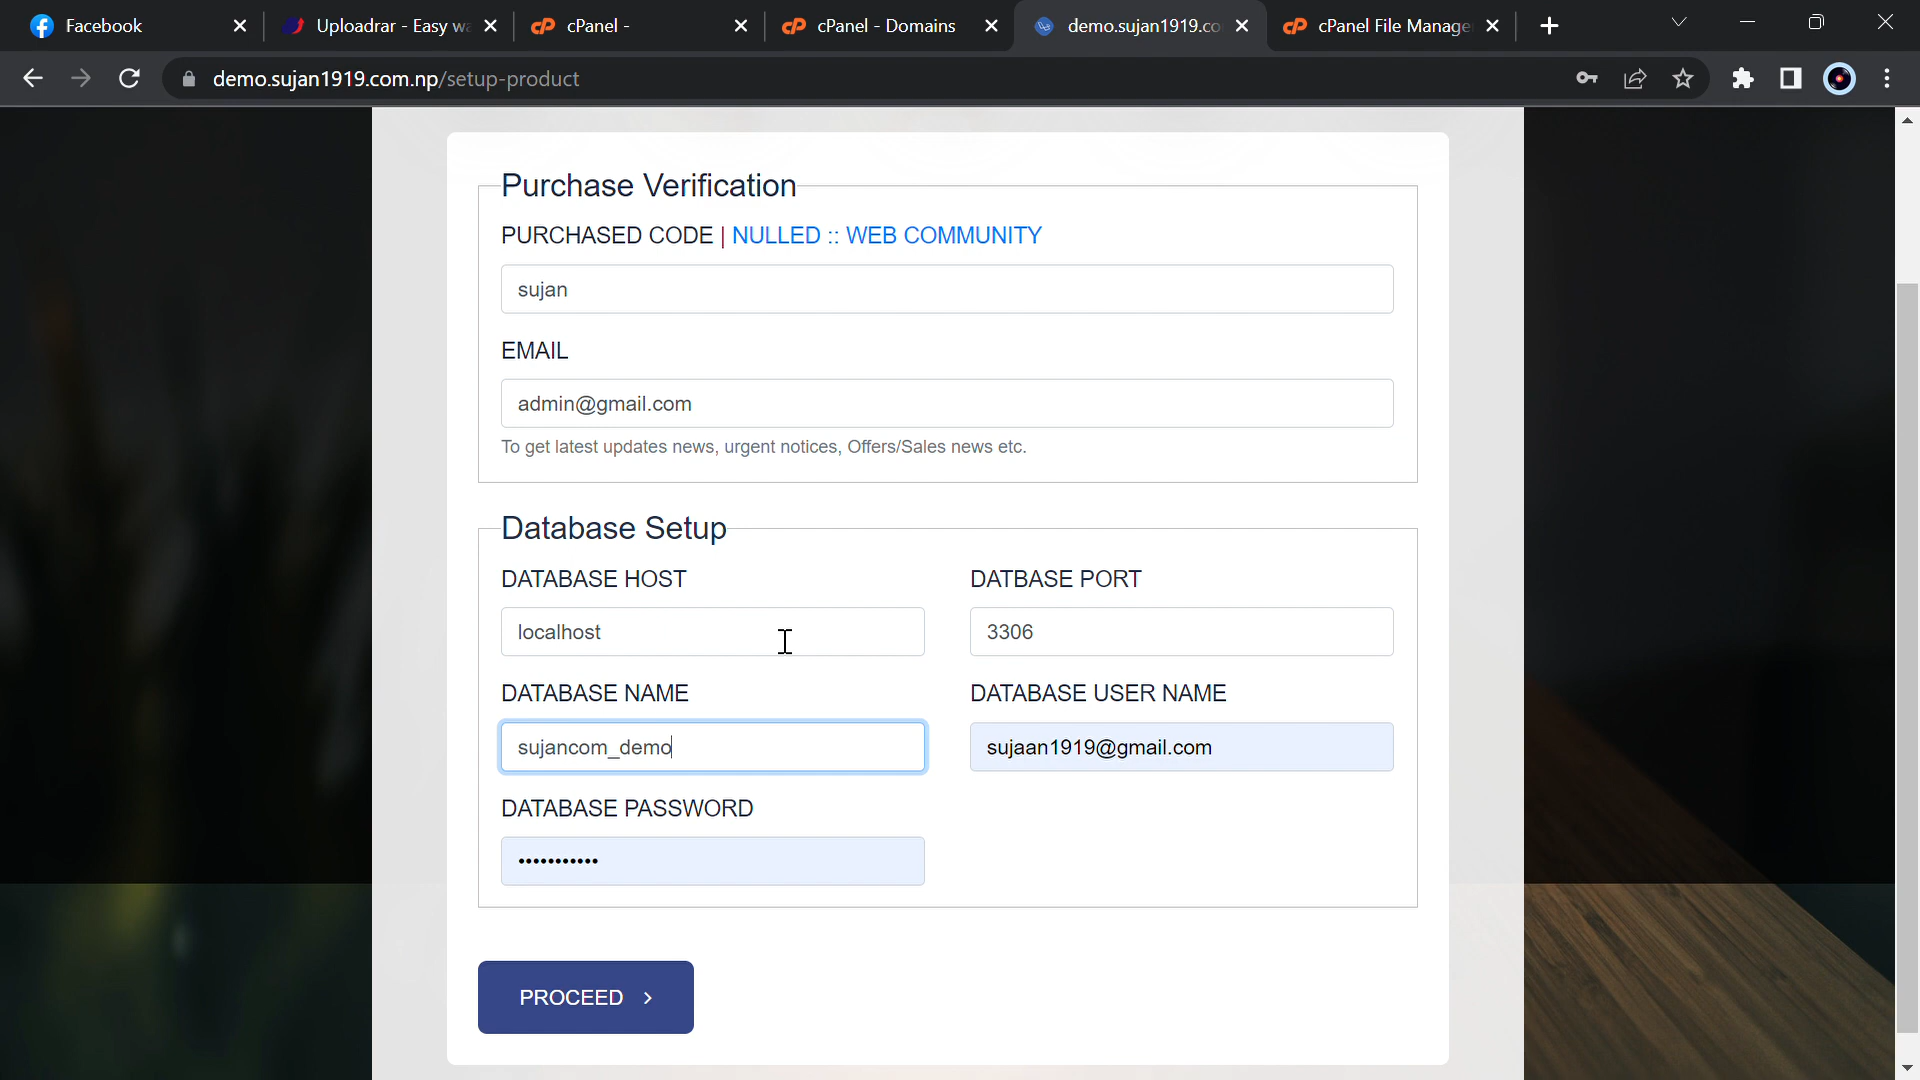 Facebook
Uploadrar - Easy wa
cPanel -
cPanel - Domains
demo.sujan1919.co
cPanel File Manage
demo.sujan1919.com.np/setup-product
Purchase Verification
PURCHASED CODE | NULLED :: WEB COMMUNITY
sujan
EMAIL
admin@gmail.com
To get latest updates news, urgent notices, Offers/Sales news etc.
Database Setup
DATABASE HOST
DATBASE PORT
localhost
3306
DATABASE NAME
DATABASE USER NAME
sujancom_demo
sujaan1919@gmail.com
DATABASE PASSWORD
•••••••••••
PROCEED